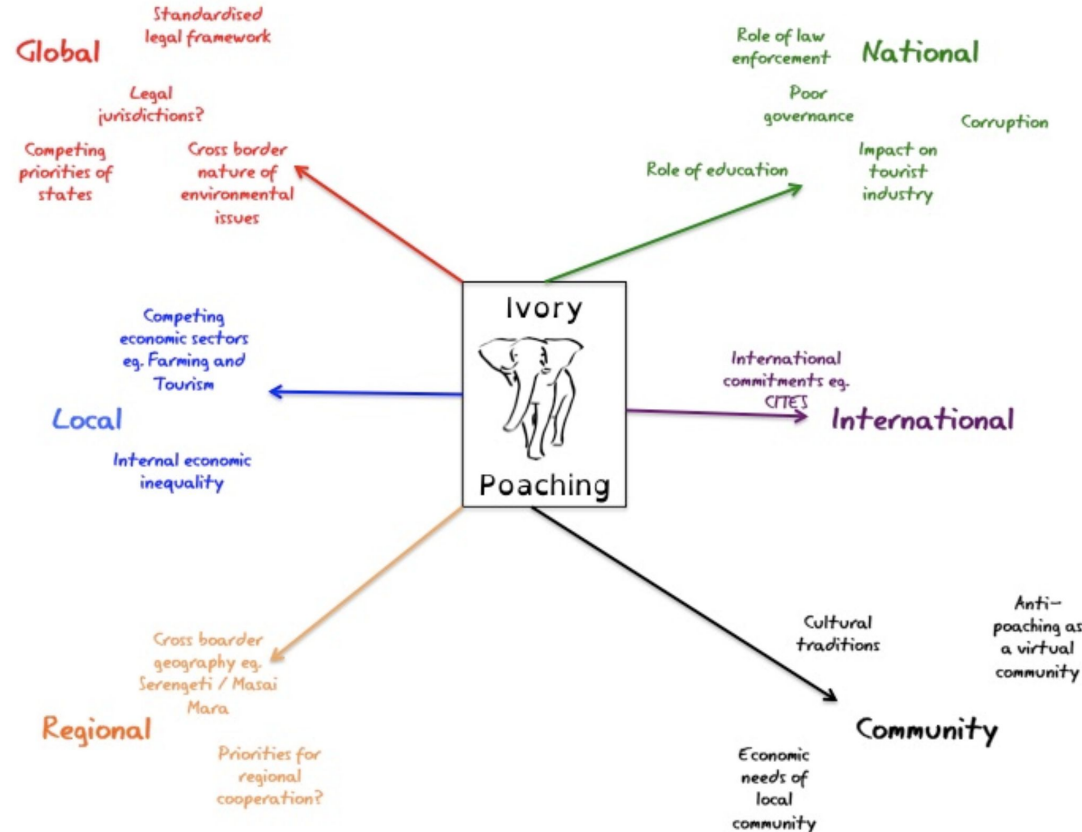 Global
Standardised
legal framework
Legal
jurisdictions?
Competing
priorities of
states
Cross border
nature of
environmental
issues
Role of law
enforcement
National
Poor
governance
Corruption
Role of education
Impact on
tourist
industry
Ivory
Poaching
Competing
economic sectors
eg. Farming and
Tourism
Local
Internal economic
inequality
International
commitments eg.
CITES
International
Cross boarder
geography eg.
Serengeti / Masai
Mara
Regional
Priorities for
regional
cooperation?
Cultural
traditions
Anti-
poaching as
a virtual
community
Community
Economic
needs of
local
community